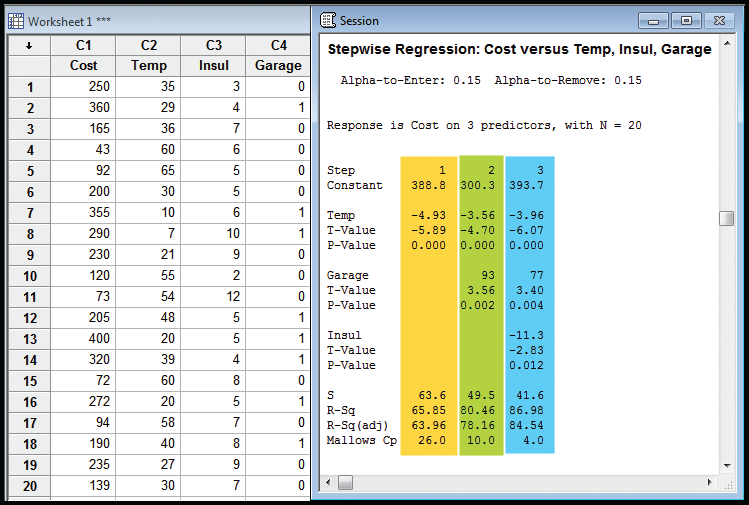 Worksheet 1 ***
C1 C2 C3 C4
Cost Temp Insul Garage
1 250 35 3 0
2 360 29 4 1
3 165 36 7 0
4 43 60 6 0
5 92 65 5 0
6 200 30 5 0
7 355 10 6 1
8 290 7 10 1
9 230 21 9 0
10 120 55 2 0
11 73 54 12 0
12 205 48 5 1
13 400 20 5 1
14 320 39 4 1
15 72 60 8 0
16 272 20 5 1
17 94 58 7 0
18 190 40 8 1
19 235 27 9 0
20 139 30 7 0
Session
Stepwise Regression: Cost versus Temp, Insul, Garage
Alpha-to-Enter: 0.15 Alpha-to-Remove: 0.15
Response is Cost on 3 predictors, with N = 20
Step 1 2 3
Constant 388.8 300.3 393.7
Temp -4.93 -3.56 -3.96
T-Value -5.89 -4.70 -6.07
P-Value 0.000 0.000 0.000
Garage 93 77
T-Value 3.56 3.40
P-Value 0.002 0.004
Insul -11.3
T-Value -2.83
P-Value 0.012
S 63.6 49.5 41.6
R-Sq 65.85 80.46 86.98
R-Sq(adj) 63.96 78.16 84.54
Mallows Cp 26.0 10.0 4.0